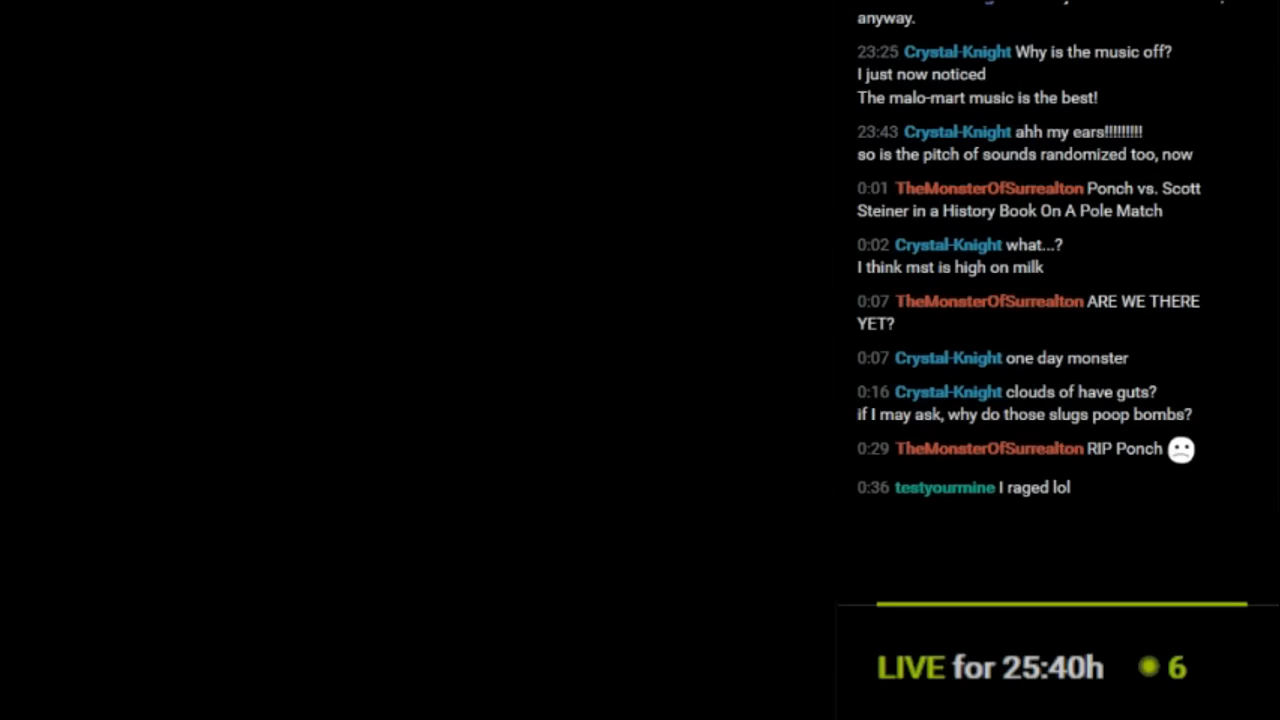 anyway.
23:25 Crystal-Knight Why is the music off?
I just now noticed
The malo-mart music is the best!
23:43 Crystal-Knight ahh my ears!!!!!!!!!
so is the pitch of sounds randomized too, now
0:01 TheMonsterOfSurrealton Ponch vs. Scott
Steiner in a History Book On A Pole Match
0:02 Crystal-Knight what...?
I think mst is high on milk
0:07 TheMonsterOfSurrealton ARE WE THERE
YET?
0:07 Crystal-Knight one day monster
0:16 Crystal-Knight clouds of have guts?
if I may ask, why do those slugs poop bombs?
0:29 TheMonsterOfSurrealton RIP Ponch
0:36 testyourmine I raged lol
LIVE for 25:40h 6